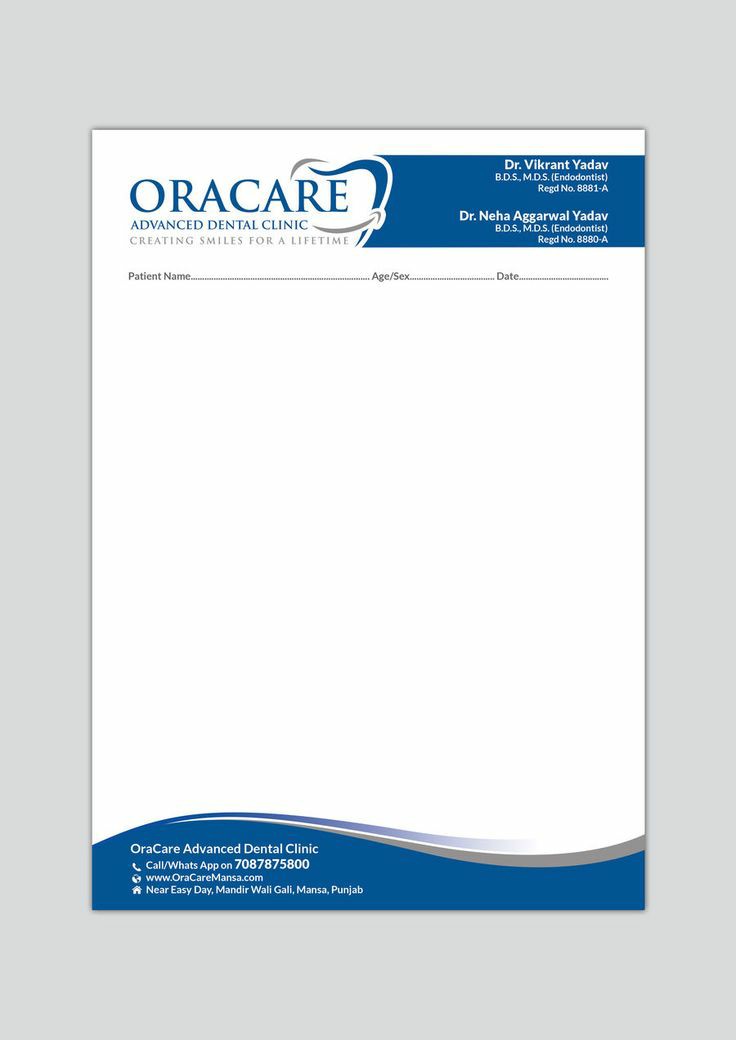 ORACARE
ADVANCED DENTAL CLINIC
CREATING SMILES FOR A LIFETIME
Dr. Vikrant Yadav
B.D.S., M.D.S. (Endodontist)
Regd No. 8881-A
Dr. Neha Aggarwal Yadav
B.D.S., M.D.S. (Endodontist)
Regd No. 8880-A
Patient Name.......................................................................... Age/Sex................................... Date.....................................
OraCare Advanced Dental Clinic
Call/Whats App on 7087875800
www.OraCareMansa.com
Near Easy Day, Mandir Wali Gali, Mansa, Punjab